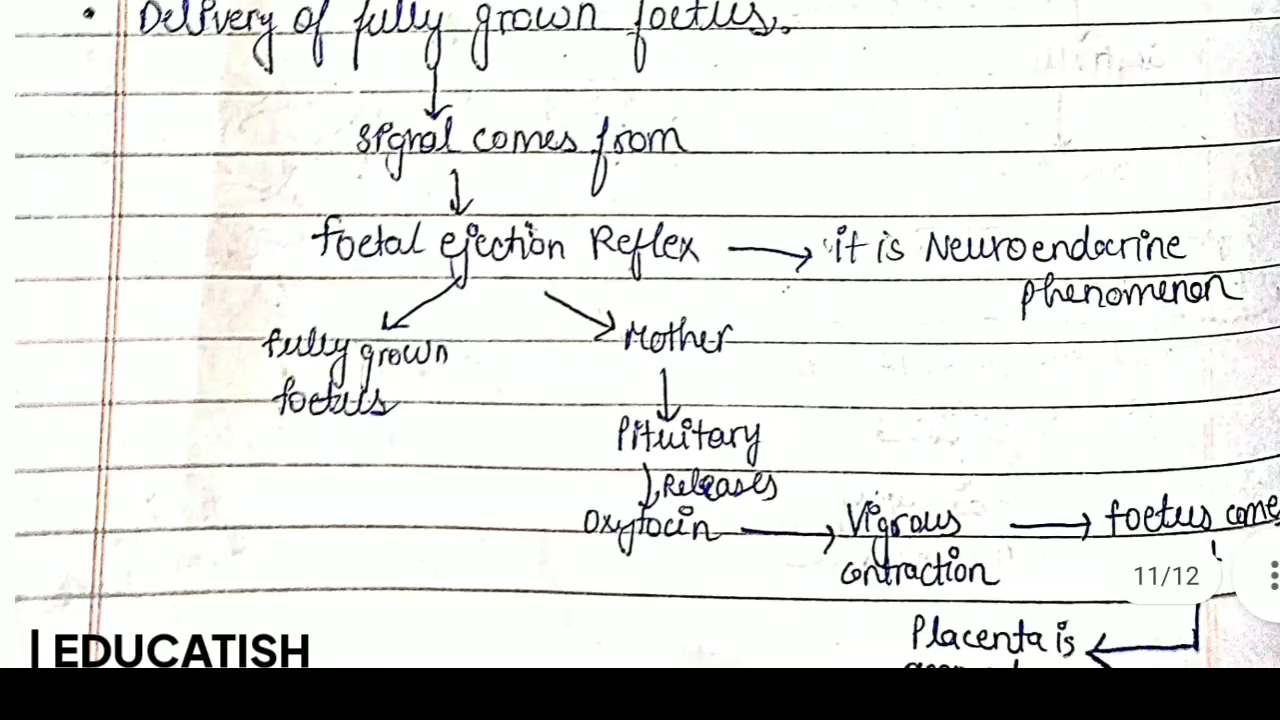 • Delivery of fully grown foetus.
signal comes from
foetal ejection Reflex → it is Neuroendocrine
phenomenon
fully grown
foetus
Mother
Pituitary
Releases
Oxytocin → Vigrous → foetus come
contraction
11/12
Placenta is
| EDUCATISH